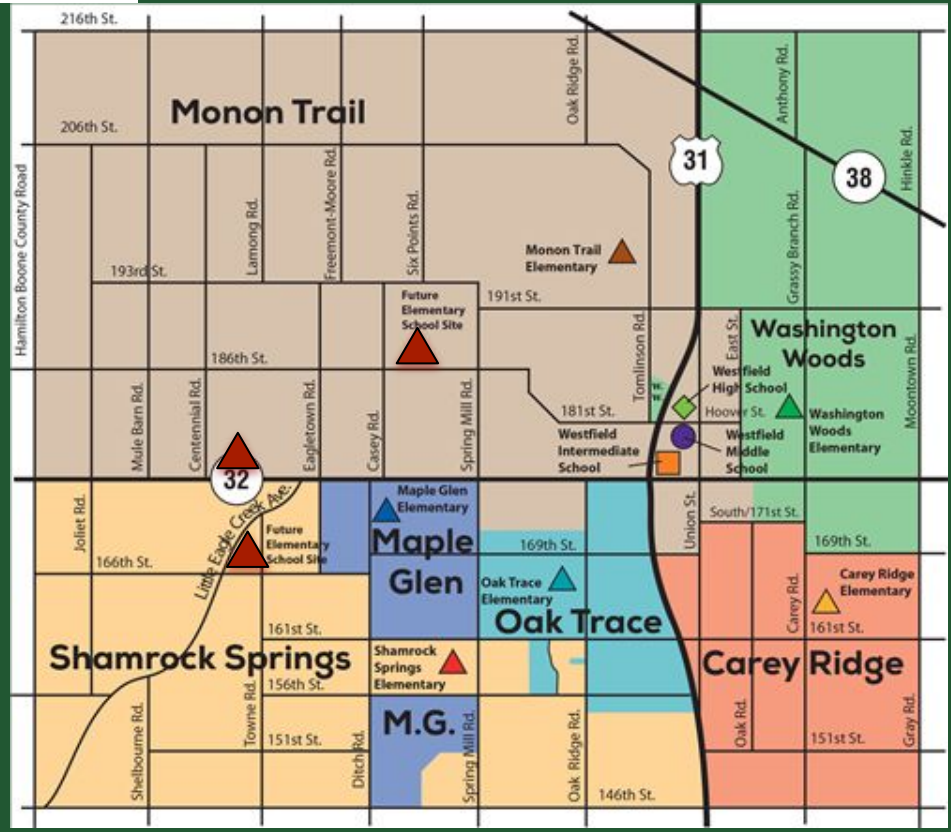 216th St.
Monon Trail
206th St.
Oak Ridge Rd.
31
Anthony Rd.
38
Hinkle Rd.
Hamilton Boone County Road
Lamong Rd.
Freemont-Moore Rd.
Six Points Rd.
Grassy Branch Rd.
Monon Trail
Elementary
193rd St.
Future
Elementary
School Site
191st St.
Tomlinson Rd.
East St.
Washington
Woods
Moontown Rd.
186th St.
W.
W.
Westfield
High School
Mule Barn Rd.
Centennial Rd.
Eagletown Rd.
Casey Rd.
Spring Mill Rd.
181st St.
Hoover St.
Washington
Woods
Elementary
Westfield
Intermediate
School
Westfield
Middle
School
32
Joliet Rd.
Little Eagle Creek Ave.
Future
Elementary
School Site
Maple Glen
Elementary
Maple
Glen
Union St.
South/171st St.
169th St.
169th St.
166th St.
Oak Trace
Elementary
Oak Trace
Carey Rd.
Carey Ridge
Elementary
161st St.
161st St.
Shamrock Springs
Shamrock
Springs
Elementary
Carey Ridge
156th St.
Shelbourne Rd.
Towne Rd.
151st St.
Ditch Rd.
M.G.
Spring Mill Rd.
Oak Ridge Rd.
146th St.
Oak Rd.
151st St.
Gray Rd.